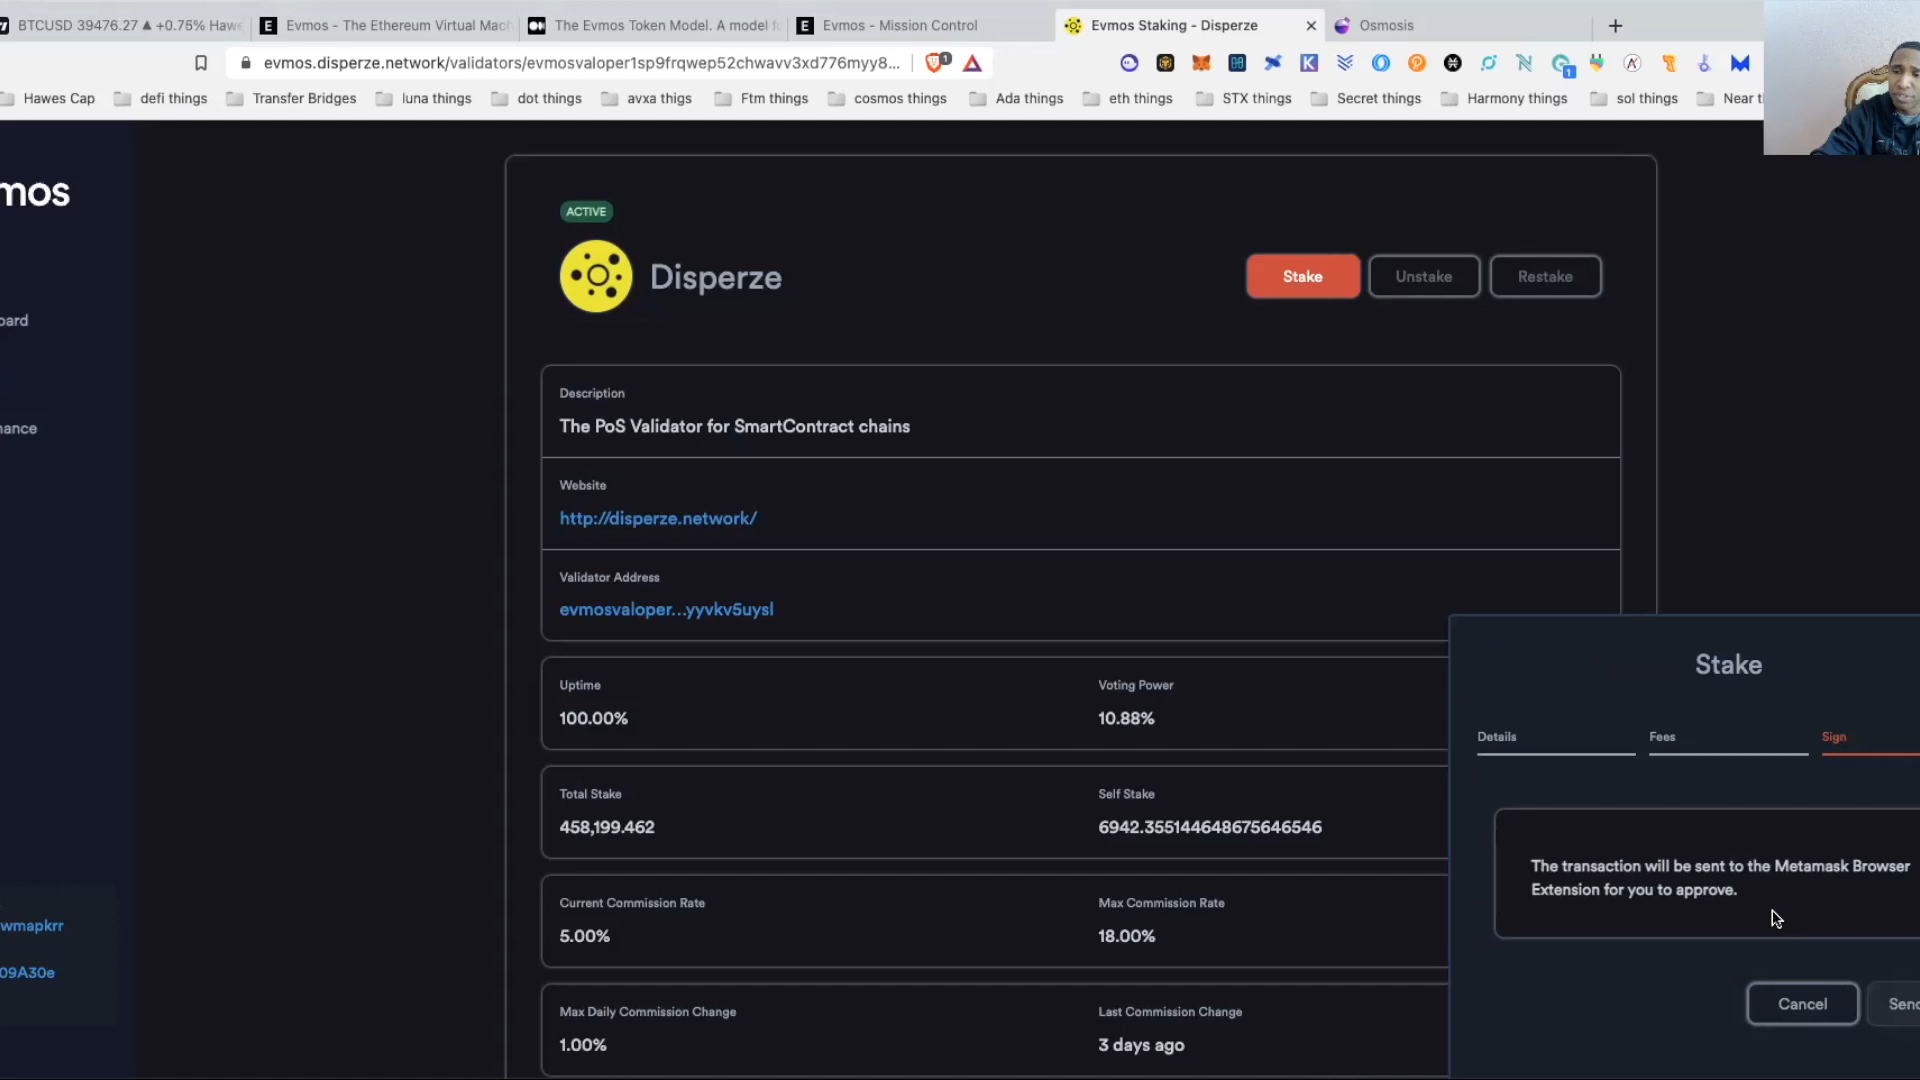 BTCUSD 39476.27 ▲ +0.75% Hawe
Evmos - The Ethereum Virtual Mach
The Evmos Token Model. A model f
Evmos - Mission Control
Evmos Staking - Disperze
Osmosis
evmos.disperze.network/validators/evmosvaloper1sp9frqwep52chwavv3xd776myy8...
Hawes Cap
defi things
Transfer Bridges
luna things
dot things
avxa thigs
Ftm things
cosmos things
Ada things
eth things
STX things
Secret things
Harmony things
sol things
Near t
mos
ACTIVE
Disperze
Stake
Unstake
Restake
oard
nance
Description
The PoS Validator for SmartContract chains
Website
http://disperze.network/
Validator Address
evmosvaloper...yyvkv5uysl
Uptime
Voting Power
100.00%
10.88%
Total Stake
Self Stake
458,199.462
6942.355144648675646546
Current Commission Rate
Max Commission Rate
5.00%
18.00%
Max Daily Commission Change
Last Commission Change
1.00%
3 days ago
wmapkrr
09A30e
Stake
Details
Fees
Sign
The transaction will be sent to the Metamask Browser
Extension for you to approve.
Cancel
Send